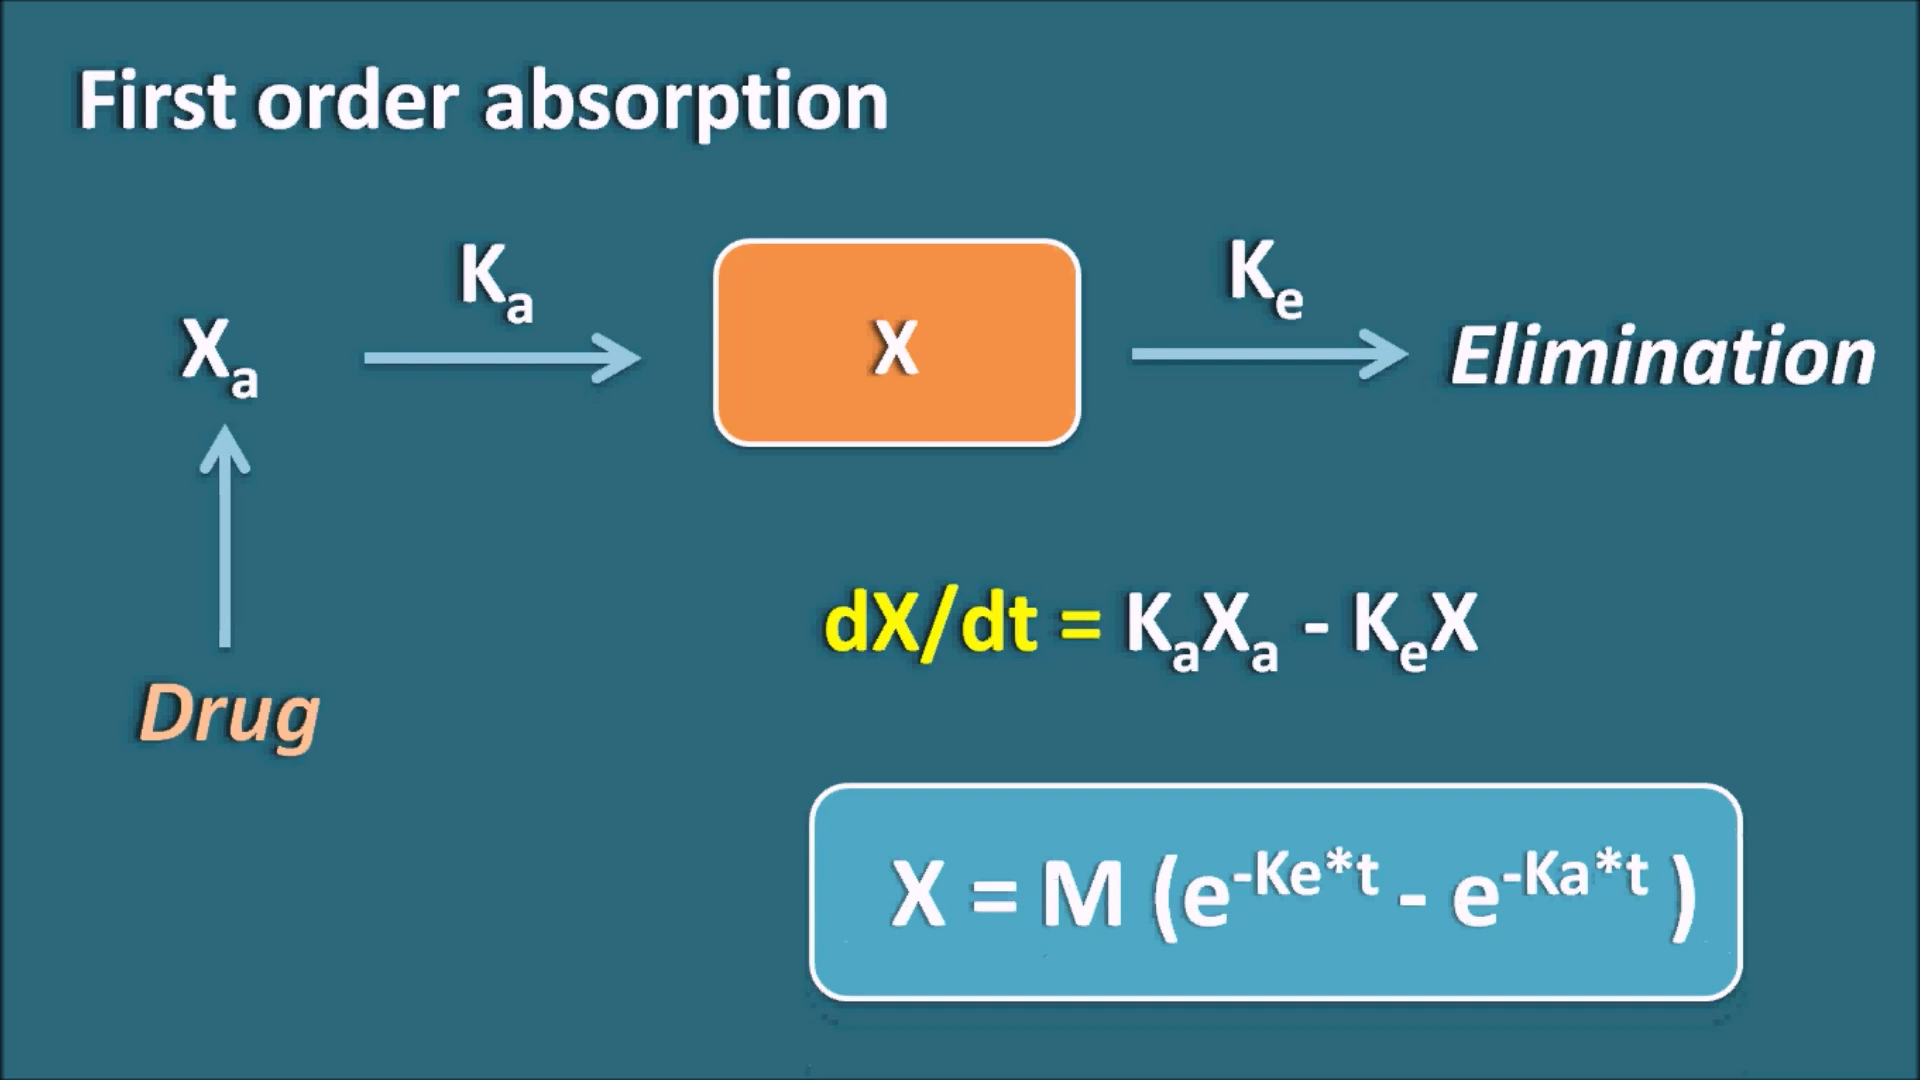 First order absorption
Kₐ
Kₑ
Xₐ
X
Elimination
dX/dt = KₐXₐ - KₑX
Drug
X = M (e^-Ke*t - e^-Ka*t )